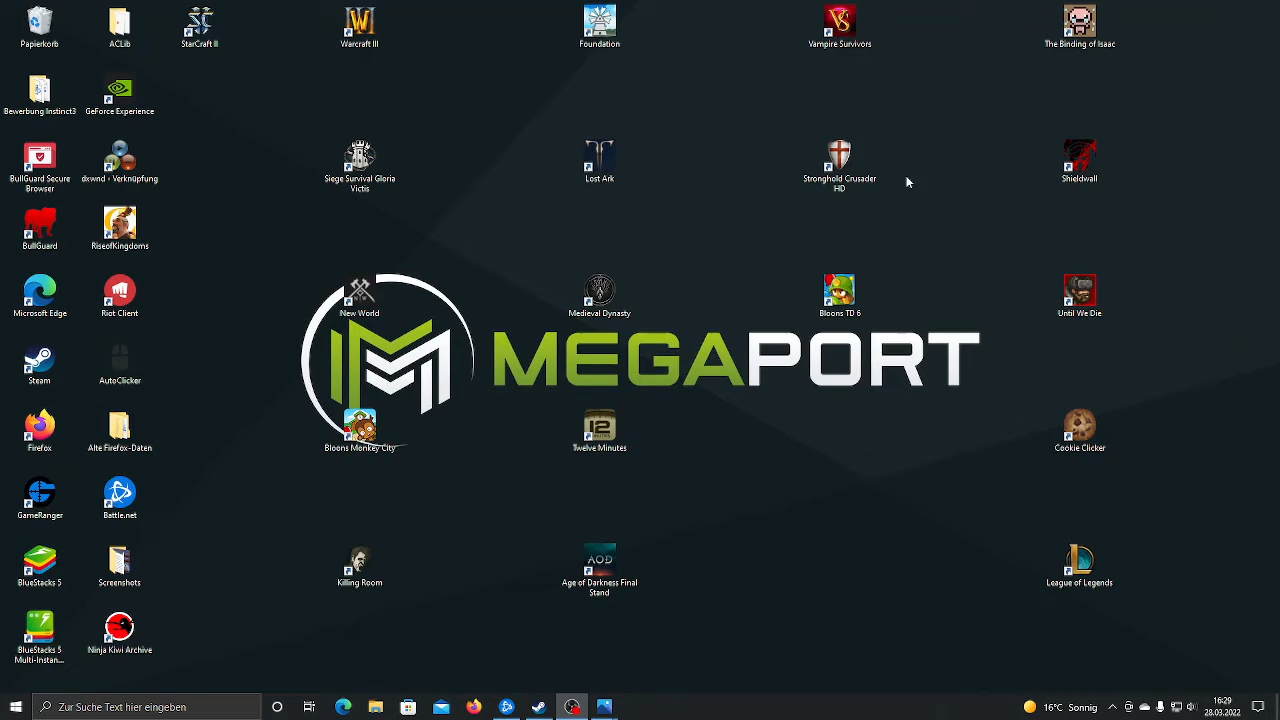 Papierkorb
ACLib
StarCraft II
Warcraft III
Foundation
Vampire Survivors
The Binding of Isaac
Bewerbung Instinct3
GeForce Experience
BullGuard Secure
Browser
dxwnd - Verknüpfung
Siege Survival Gloria
Victis
Lost Ark
Stronghold Crusader
HD
Shieldwall
BullGuard
RiseofKingdoms
Microsoft Edge
Riot Client
New World
Medieval Dynasty
Bloons TD 6
Until We Die
MEGAPORT
Steam
AutoClicker
Firefox
Alte Firefox-Daten
Bloons Monkey City
12
MINUTES
Twelve Minutes
Cookie Clicker
GameRanger
Battle.net
BlueStacks 5
Screenshots
Killing Room
AOD
Age of Darkness Final
Stand
League of Legends
BlueStacks 5
Multi-Instan...
Ninja Kiwi Archive
Zur Suche Text hier eingeben
16°C Sonnig
16:29
28.03.2022